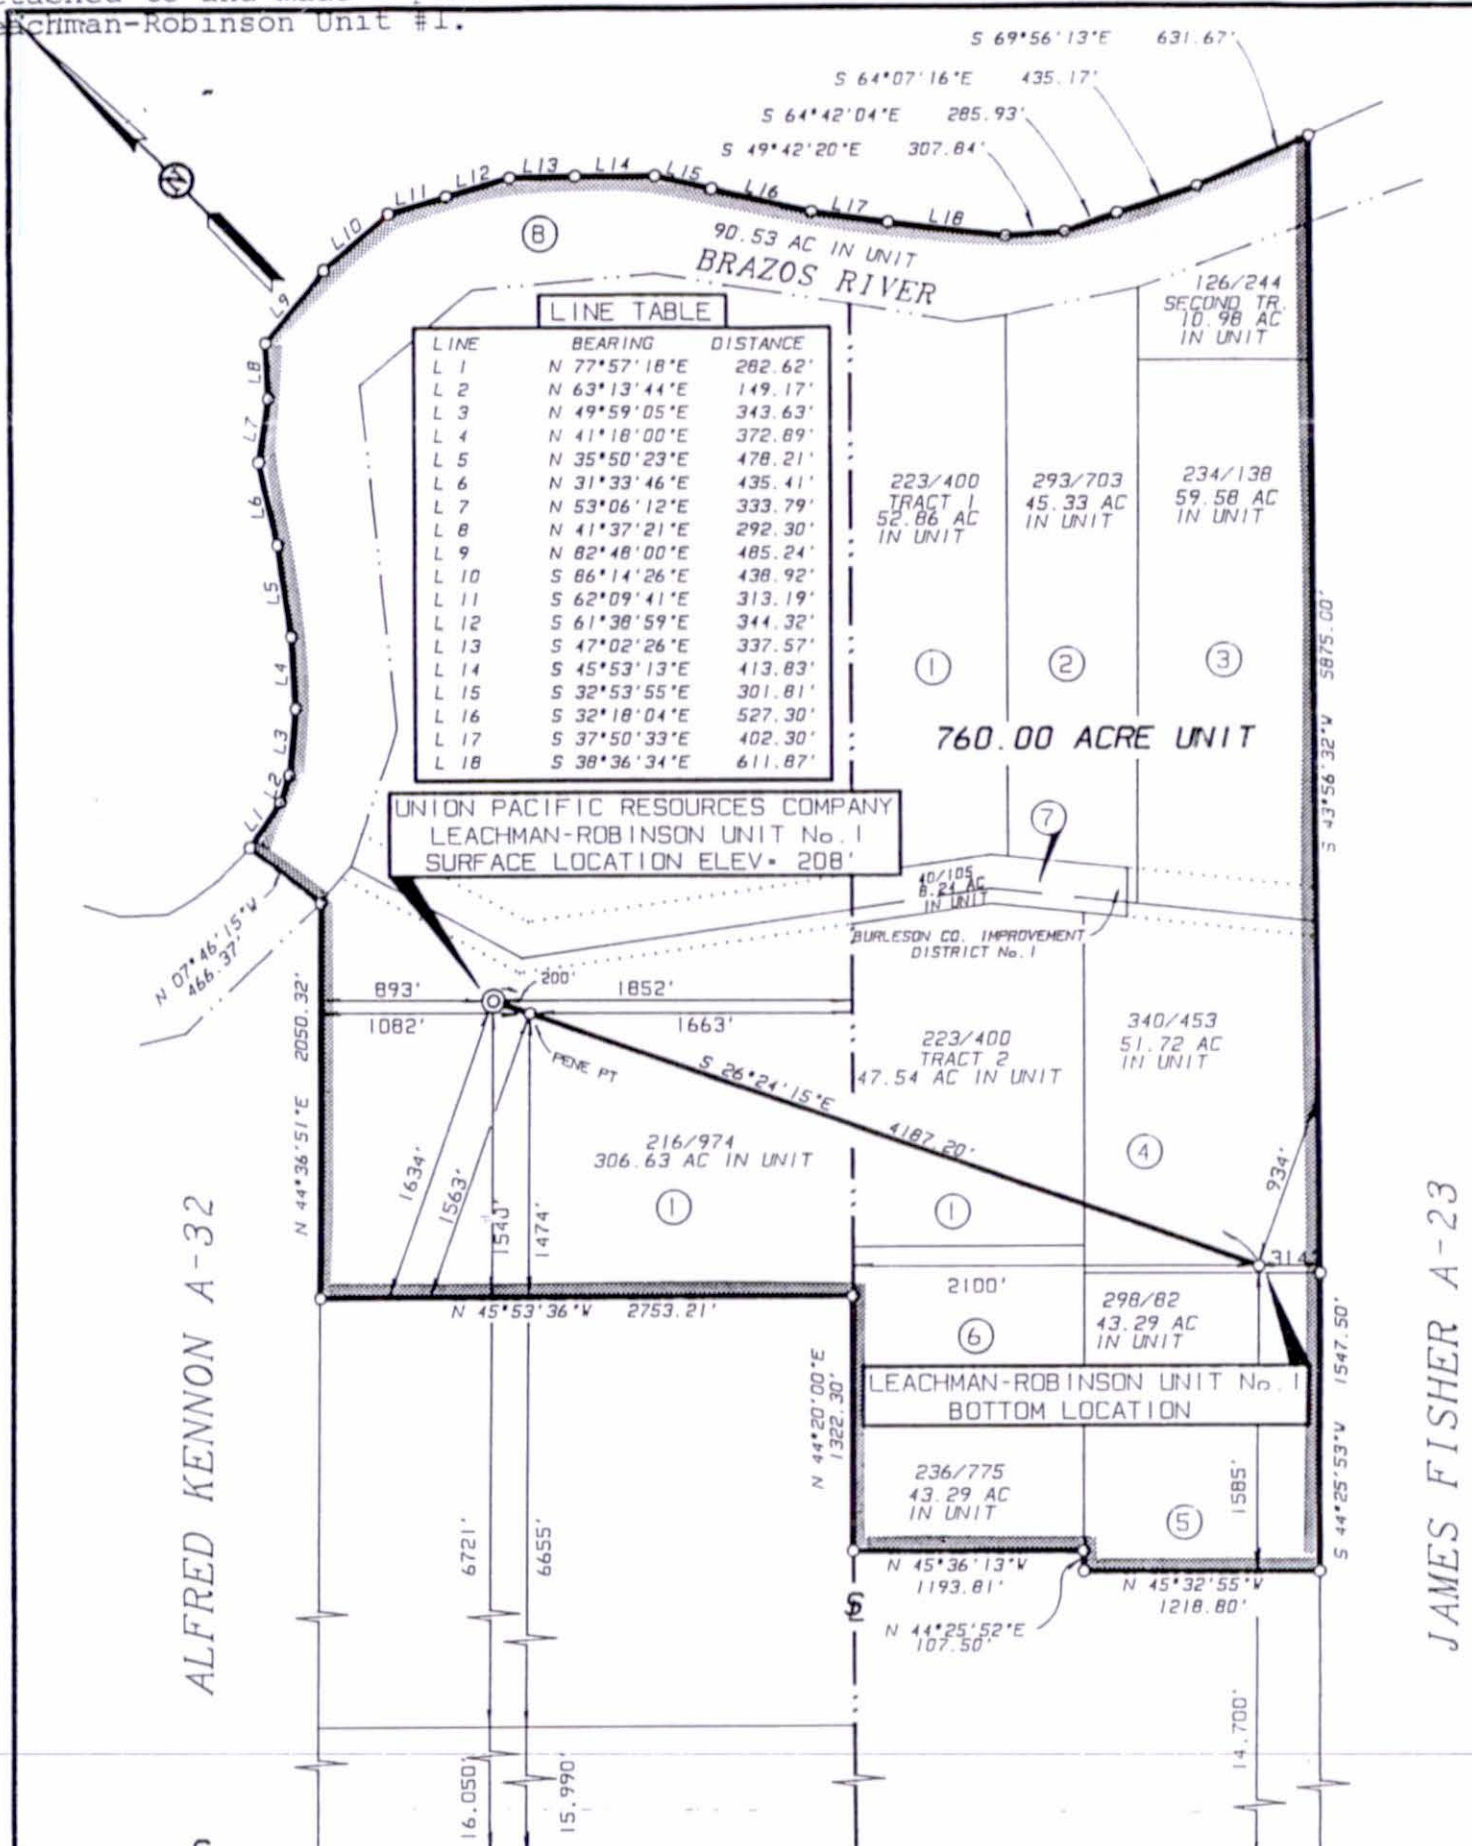 Leachman-Robinson Unit #1.
S 69°56'13"E 631.67'
S 64°07'16"E 435.17'
S 64°42'04"E 285.93'
S 49°42'20"E 307.84'
L1
L2
L3
L4
L5
L6
L7
L8
L9
L10
L11
L12
L13
L14
L15
L16
L17
L18
8
90.53 AC IN UNIT
BRAZOS RIVER
126/244
SECOND TR.
10.98 AC
IN UNIT
LINE TABLE
LINE BEARING DISTANCE
L 1 N 77°57'18"E 282.62'
L 2 N 63°13'44"E 149.17'
L 3 N 49°59'05"E 343.63'
L 4 N 41°18'00"E 372.89'
L 5 N 35°50'23"E 478.21'
L 6 N 31°33'46"E 435.41'
L 7 N 53°06'12"E 333.79'
L 8 N 41°37'21"E 292.30'
L 9 N 82°48'00"E 485.24'
L 10 S 86°14'26"E 438.92'
L 11 S 62°09'41"E 313.19'
L 12 S 61°38'59"E 344.32'
L 13 S 47°02'26"E 337.57'
L 14 S 45°53'13"E 413.83'
L 15 S 32°53'55"E 301.81'
L 16 S 32°18'04"E 527.30'
L 17 S 37°50'33"E 402.30'
L 18 S 38°36'34"E 611.87'
223/400
TRACT 1
52.86 AC
IN UNIT
293/703
45.33 AC
IN UNIT
234/138
59.58 AC
IN UNIT
1
2
3
760.00 ACRE UNIT
S 43°56'32"W 5875.00'
UNION PACIFIC RESOURCES COMPANY
LEACHMAN-ROBINSON UNIT No. 1
SURFACE LOCATION ELEV= 208'
7
40/105
8.24 AC
IN UNIT
BURLESON CO. IMPROVEMENT
DISTRICT No. 1
N 07°46'15"W
466.37'
N 44°36'51"E 2050.32'
893'
200'
1852'
1082'
1663'
PENE PT
S 26°24'15"E
4187.20'
223/400
TRACT 2
47.54 AC IN UNIT
340/453
51.72 AC
IN UNIT
4
934'
216/974
306.63 AC IN UNIT
1
1
1634'
1563'
1540'
1474'
N 45°53'36"W 2753.21'
2100'
314'
298/82
43.29 AC
IN UNIT
6
N 44°20'00"E
1322.30'
LEACHMAN-ROBINSON UNIT No. 1
BOTTOM LOCATION
236/775
43.29 AC
IN UNIT
1585'
5
S 44°25'53"W 1547.50'
N 45°36'13"W
1193.81'
N 45°32'55"W
1218.80'
N 44°25'52"E
107.50'
6721'
6655'
16.050'
15.990'
14.700'
ALFRED KENNON A-32
JAMES FISHER A-23